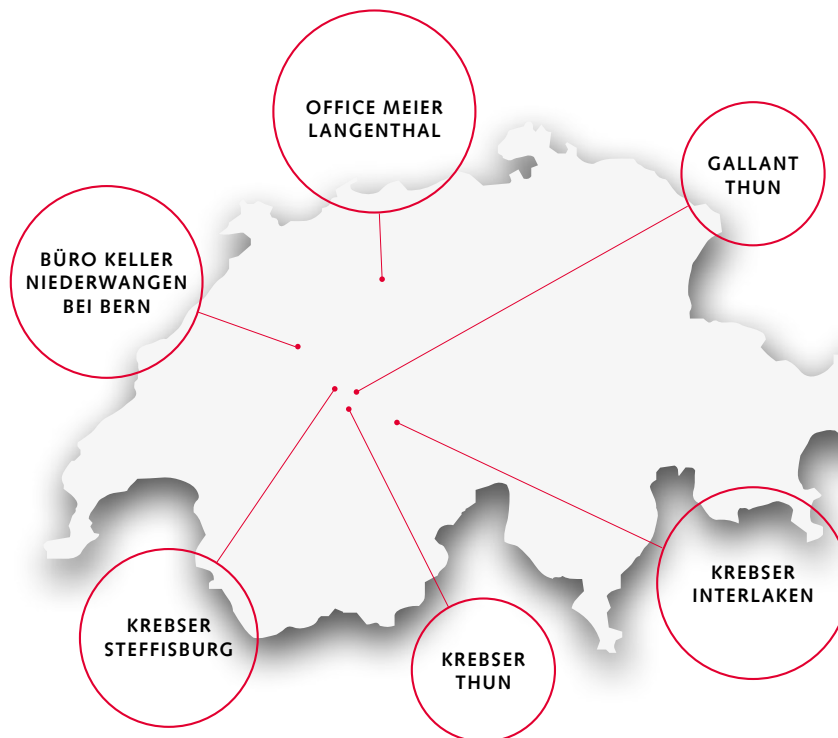 OFFICE MEIER
LANGENTHAL
GALLANT
THUN
BÜRO KELLER
NIEDERWANGEN
BEI BERN
KREBSER
INTERLAKEN
KREBSER
STEFFISBURG
KREBSER
THUN